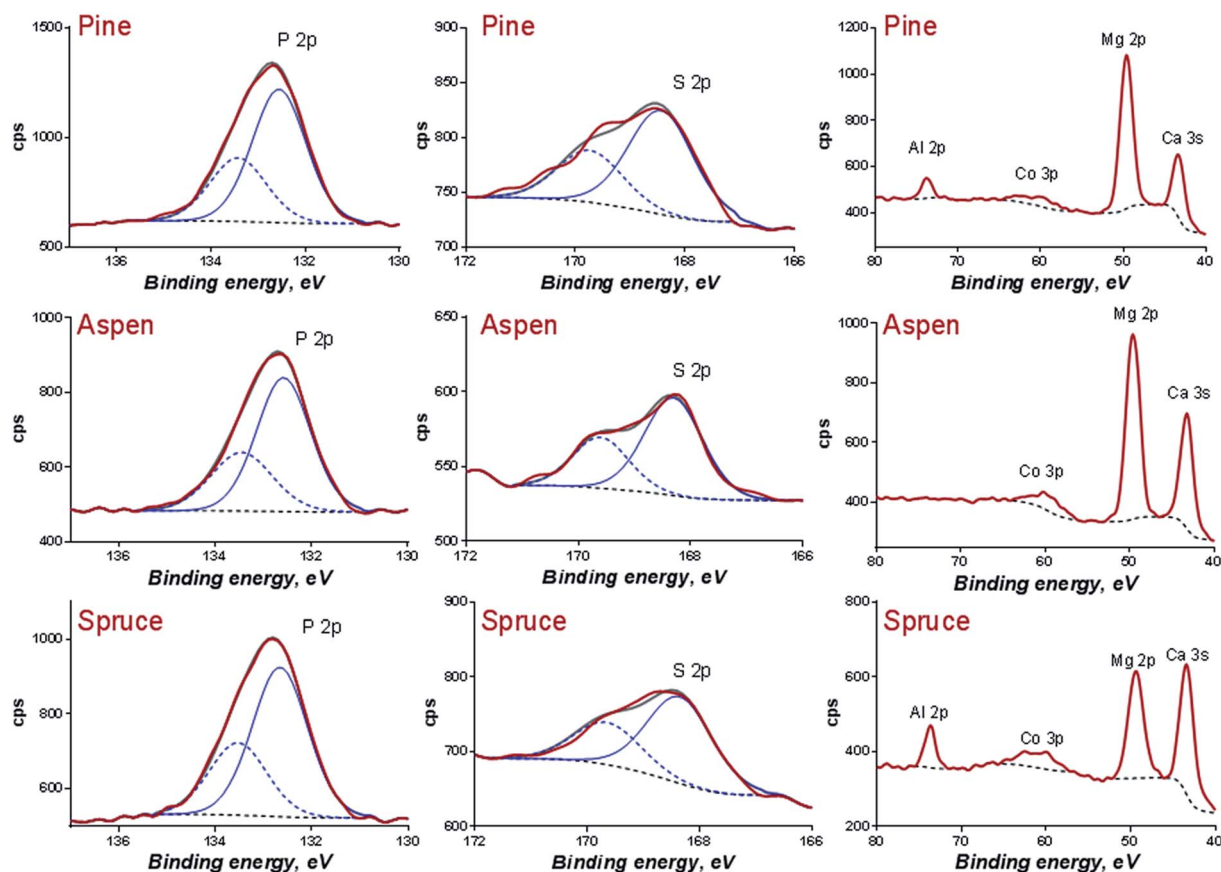 Pine
P 2p
1500
1000
500
cps
136
134
132
130
Binding energy, eV
Pine
S 2p
900
850
800
750
700
cps
172
170
168
166
Binding energy, eV
Pine
Mg 2p
Ca 3s
Al 2p
Co 3p
1200
1000
800
600
400
cps
80
70
60
50
40
Binding energy, eV
Aspen
P 2p
1000
800
600
400
cps
136
134
132
130
Binding energy, eV
Aspen
S 2p
650
600
550
500
cps
172
170
168
166
Binding energy, eV
Aspen
Mg 2p
Ca 3s
Co 3p
1000
800
600
400
cps
80
70
60
50
40
Binding energy, eV
Spruce
P 2p
1000
800
600
cps
136
134
132
130
Binding energy, eV
Spruce
S 2p
900
800
700
600
cps
172
170
168
166
Binding energy, eV
Spruce
Mg 2p
Ca 3s
Al 2p
Co 3p
800
600
400
200
cps
80
70
60
50
40
Binding energy, eV